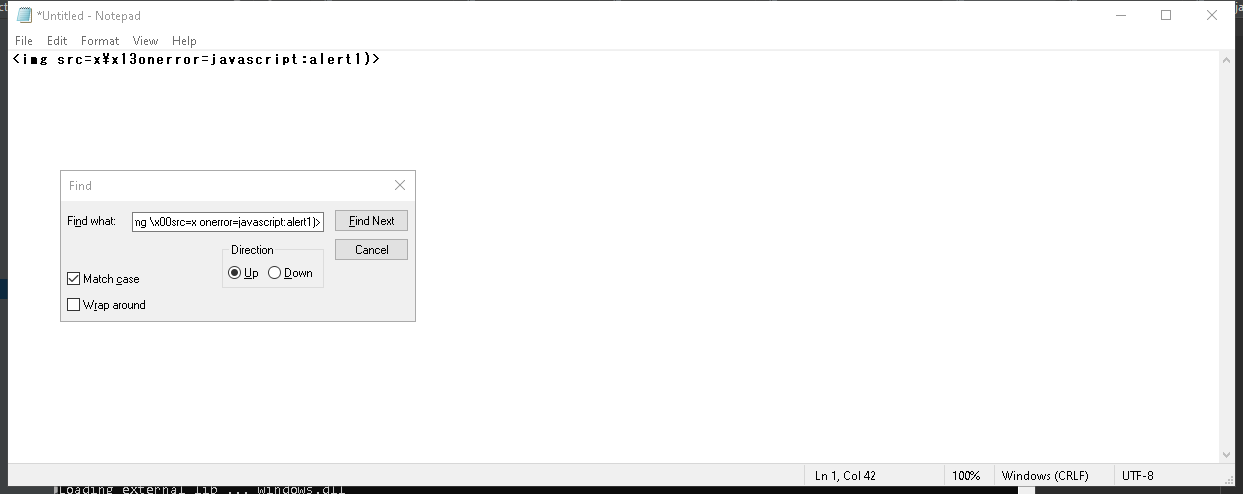 *Untitled - Notepad
File Edit Format View Help
<img src=x¥x13onerror=javascript:alert1)>
Find
Find what: mg \x00src=x onerror=javascript:alert1)> Find Next
Direction Cancel
Up Down
Match case
Wrap around
Ln 1, Col 42 100% Windows (CRLF) UTF-8
Loading external lib ... windows.dll